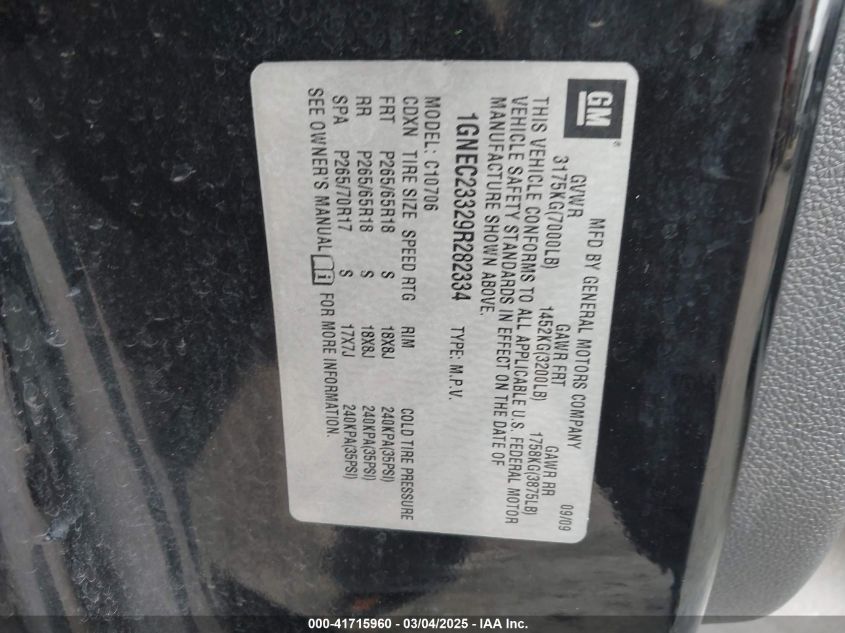 GM
MFD BY GENERAL MOTORS COMPANY 09/09
GVWR GAWR FRT GAWR RR
3175KG(7000LB) 1452KG(3200LB) 1758KG(3875LB)
THIS VEHICLE CONFORMS TO ALL APPLICABLE U.S. FEDERAL MOTOR
VEHICLE SAFETY STANDARDS IN EFFECT ON THE DATE OF
MANUFACTURE SHOWN ABOVE.
1GNEC23329R282334 TYPE: M.P.V.
MODEL: C10706
CDXN TIRE SIZE SPEED RTG RIM COLD TIRE PRESSURE
FRT P265/65R18 S 18X8J 240KPA(35PSI)
RR P265/65R18 S 18X8J 240KPA(35PSI)
SPA P265/70R17 S 17X7J 240KPA(35PSI)
SEE OWNER'S MANUAL i FOR MORE INFORMATION.
000-41715960 - 03/04/2025 - IAA Inc.